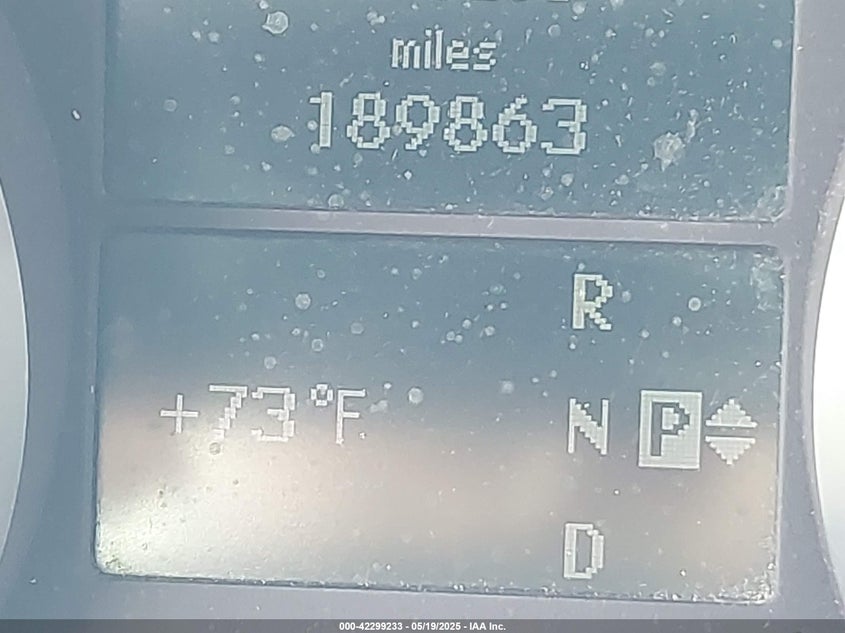 miles
189863
R
+73°F N P
D
000-42299233 - 05/19/2025 - IAA Inc.